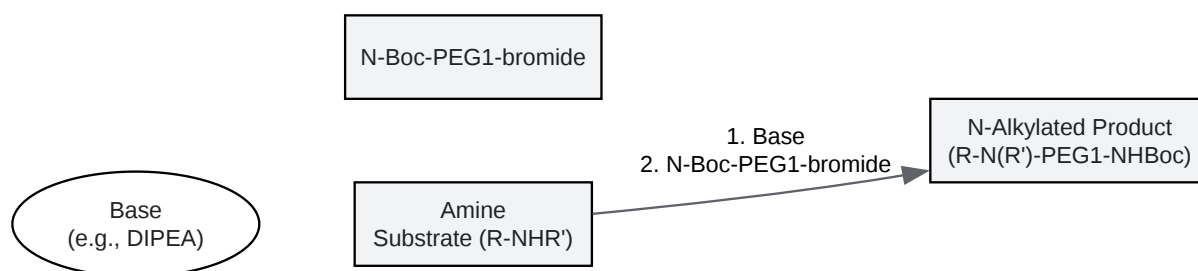 N-Boc-PEG1-bromide
1. Base
2. N-Boc-PEG1-bromide
N-Alkylated Product
(R-N(R')-PEG1-NHBoc)
Base
(e.g., DIPEA)
Amine
Substrate (R-NHR')